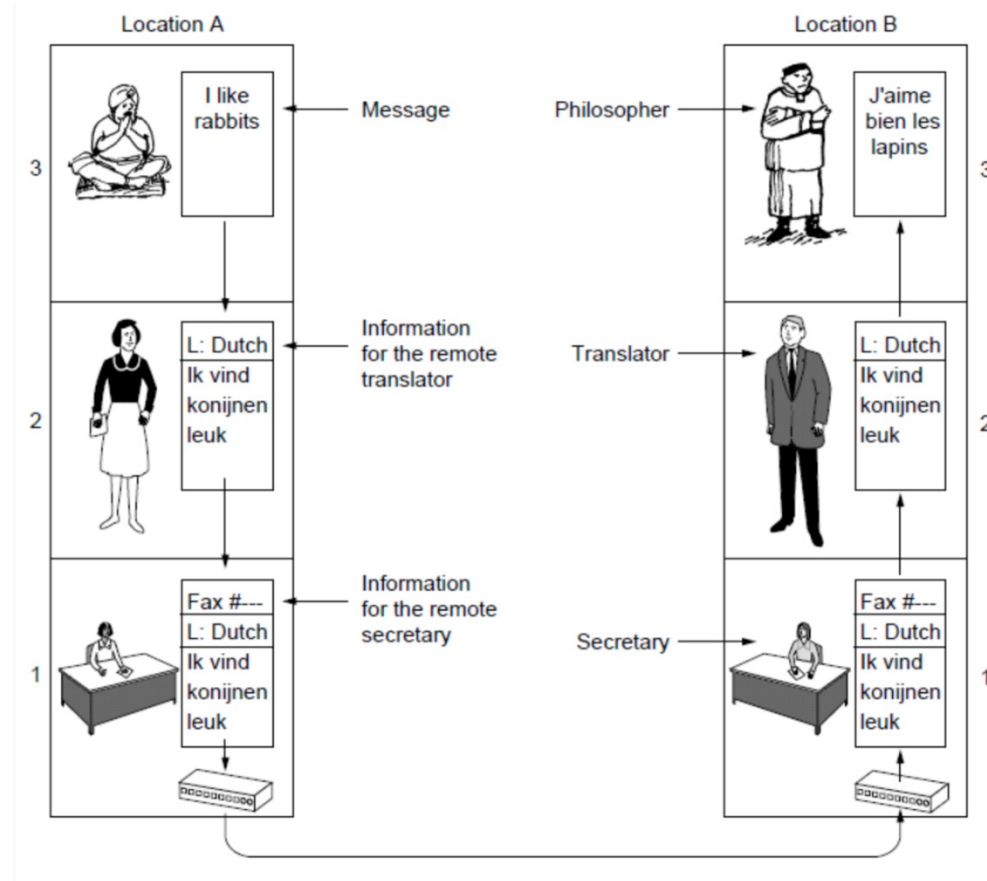 Location A
Location B
I like
rabbits
Message
Philosopher
J'aime
bien les
lapins
3
3
L: Dutch
Ik vind
konijnen
leuk
Information
for the remote
translator
Translator
L: Dutch
Ik vind
konijnen
leuk
2
2
Fax #---
L: Dutch
Ik vind
konijnen
leuk
Information
for the remote
secretary
Secretary
Fax #---
L: Dutch
Ik vind
konijnen
leuk
1
1